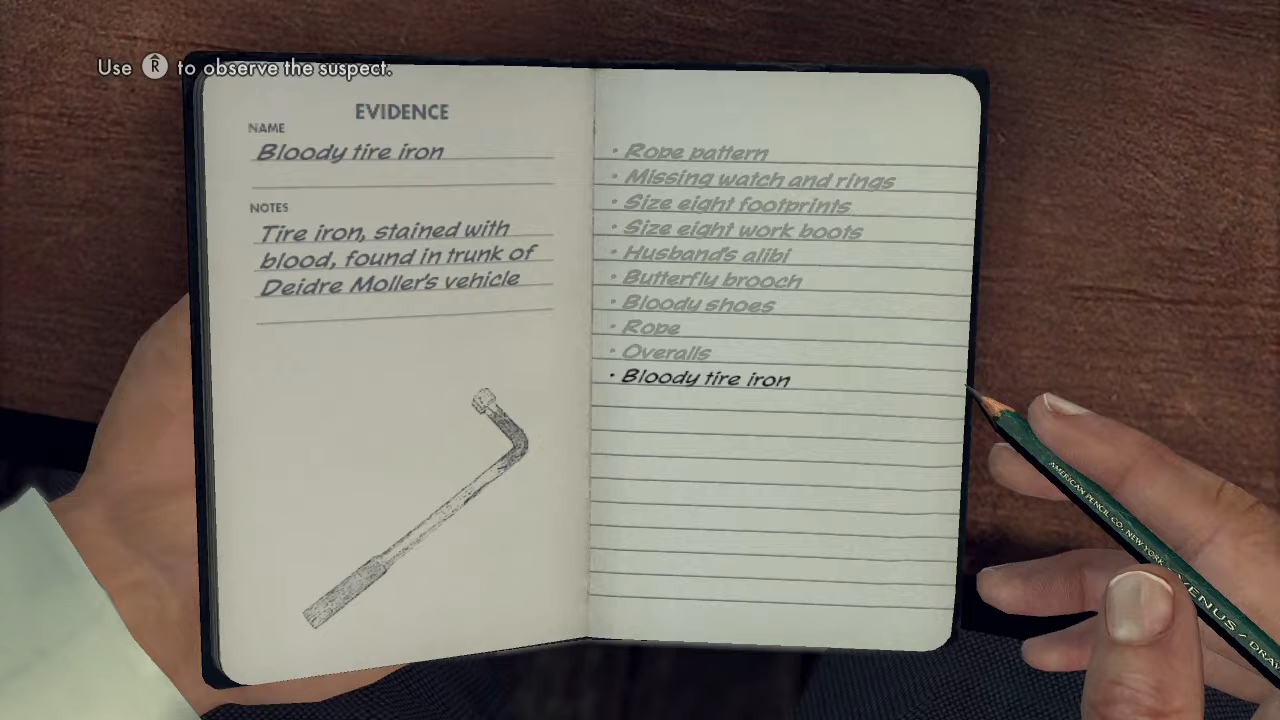 Use R to observe the suspect.
EVIDENCE
NAME
Bloody tire iron
NOTES
Tire iron, stained with
blood, found in trunk of
Deidre Moller's vehicle
· Rope pattern
· Missing watch and rings
· Size eight footprints
· Size eight work boots
· Husband's alibi
· Butterfly brooch
· Bloody shoes
· Rope
· Overalls
· Bloody tire iron
AMERICAN PENCIL CO. NEW YORK
VENUS / DRA